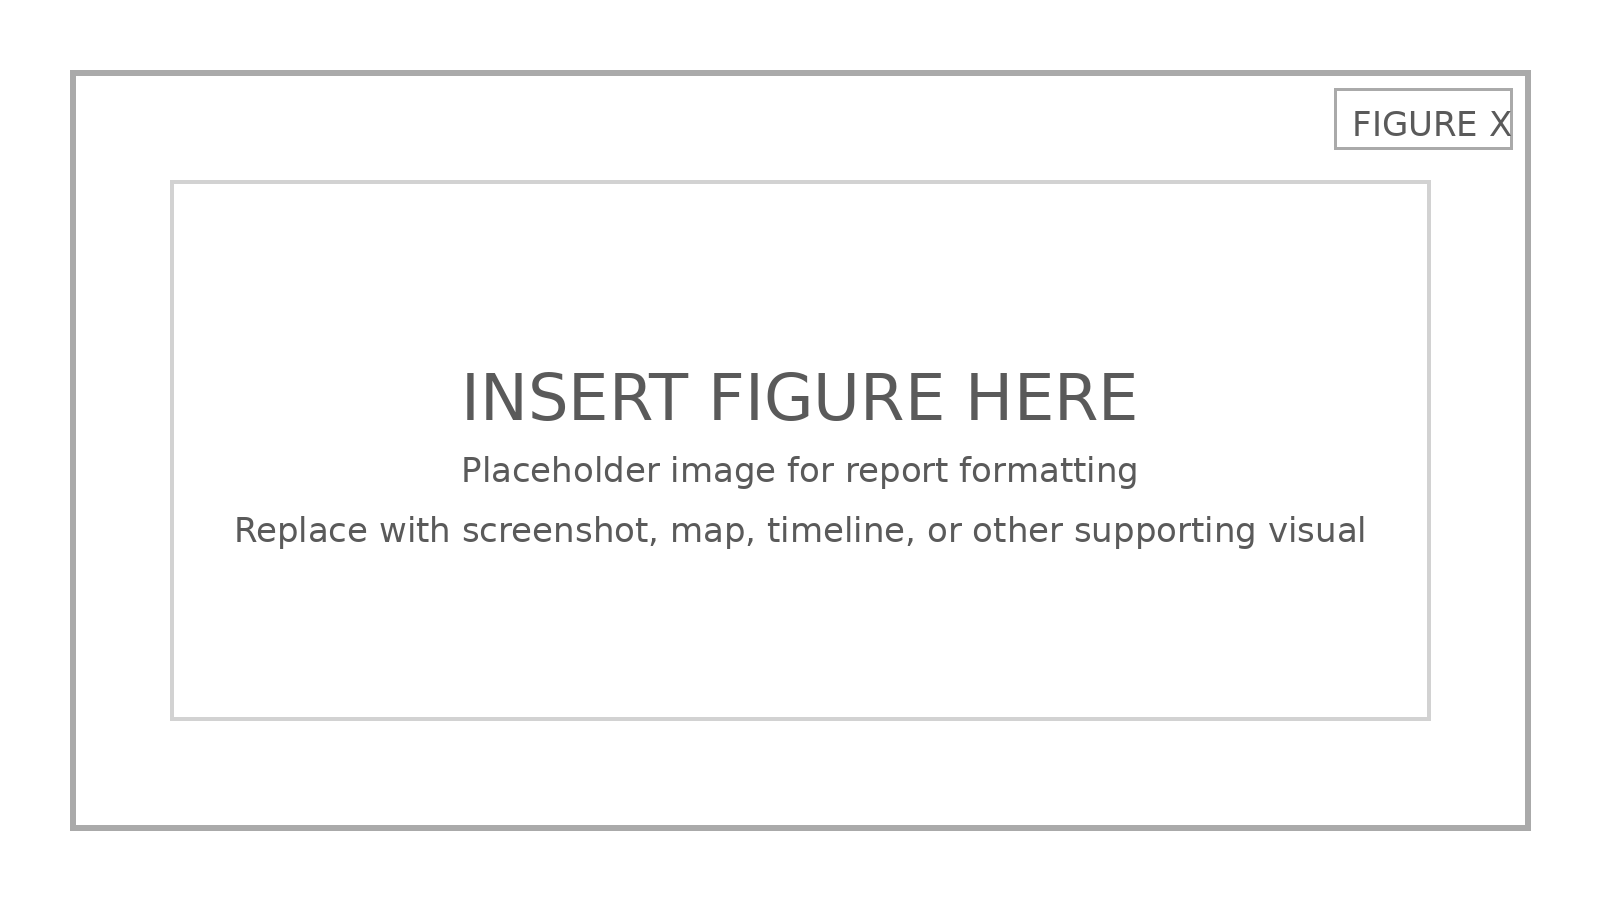 FIGURE X
INSERT FIGURE HERE
Placeholder image for report formatting
Replace with screenshot, map, timeline, or other supporting visual